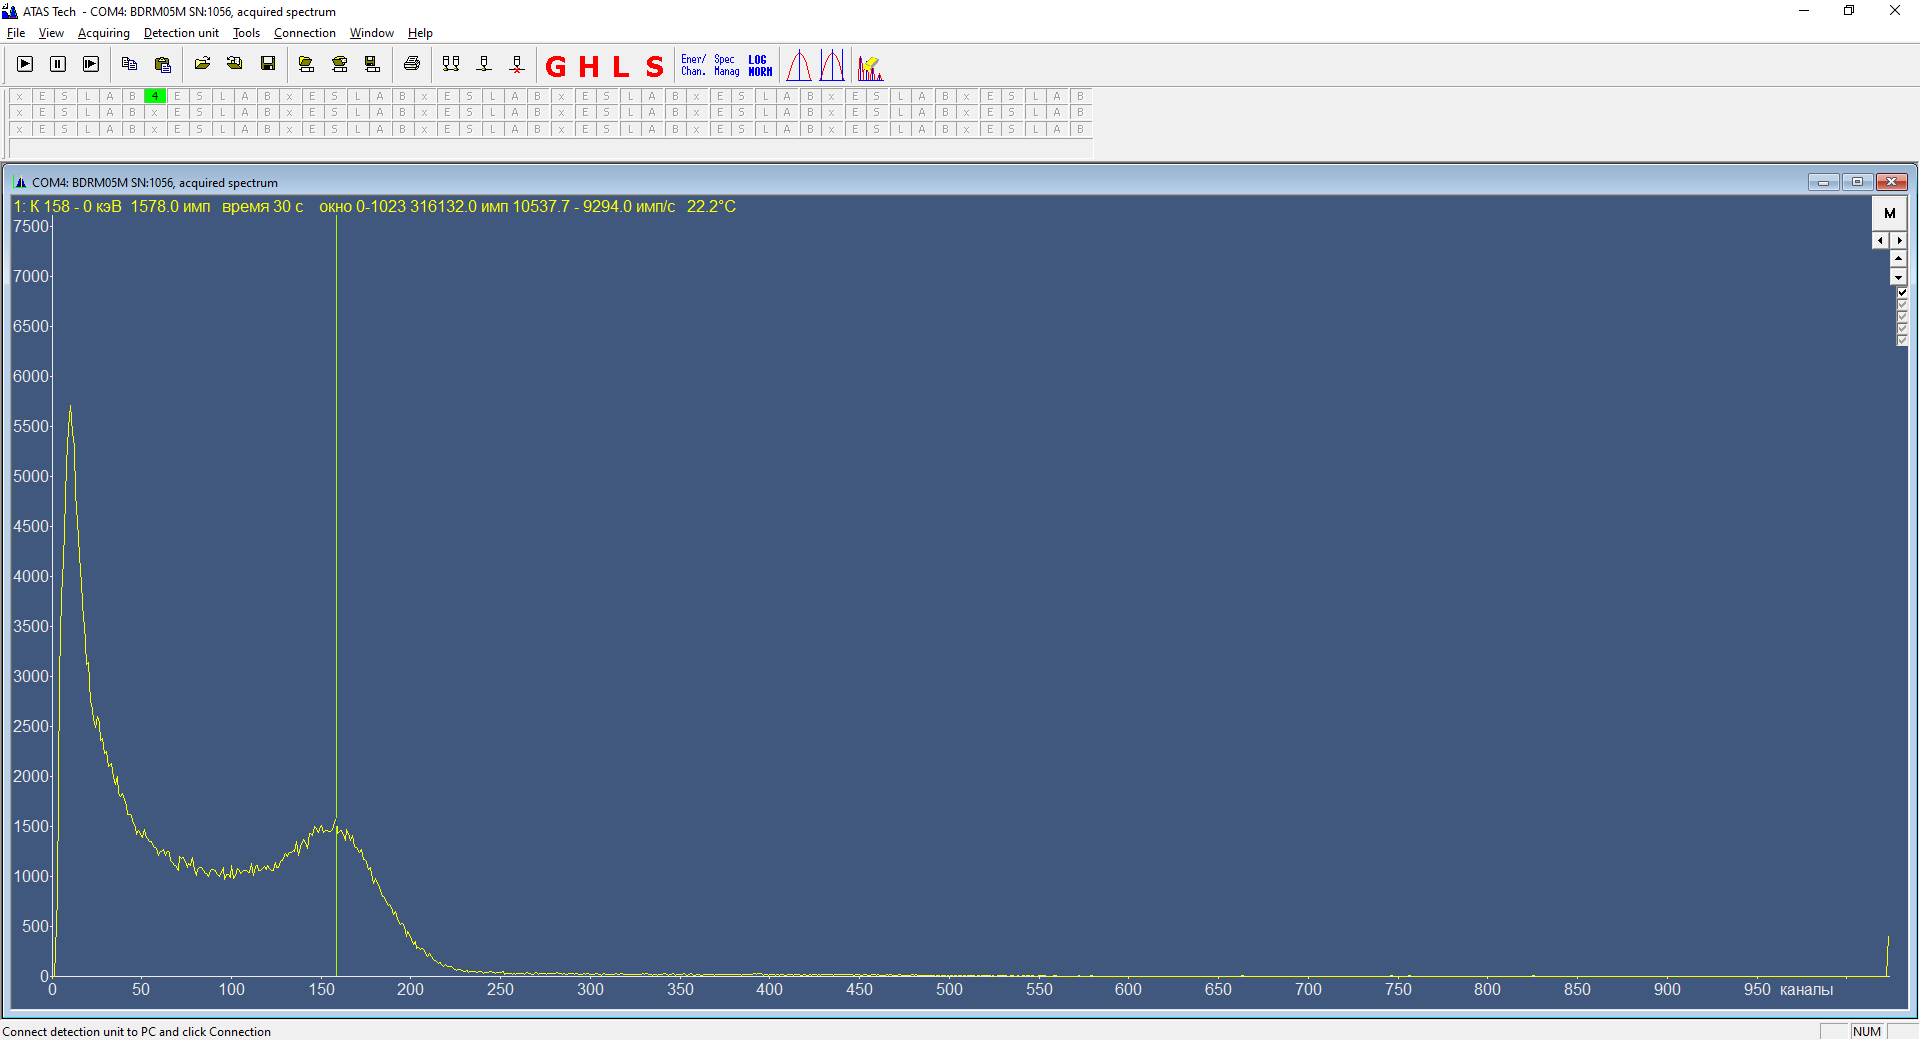 ATAS Tech - COM4: BDRM05M SN:1056, acquired spectrum
File View Acquiring Detection unit Tools Connection Window Help
G H L S Ener/ Chan. Spec Manag LOG NORM
x E S L A B 4 E S L A B x E S L A B x E S L A B x E S L A B x E S L A B x E S L A B x E S L A B
x E S L A B x E S L A B x E S L A B x E S L A B x E S L A B x E S L A B x E S L A B x E S L A B
x E S L A B x E S L A B x E S L A B x E S L A B x E S L A B x E S L A B x E S L A B x E S L A B
COM4: BDRM05M SN:1056, acquired spectrum
1: К 158 - 0 кэВ 1578.0 имп время 30 с окно 0-1023 316132.0 имп 10537.7 - 9294.0 имп/с 22.2°C
M
7500
7000
6500
6000
5500
5000
4500
4000
3500
3000
2500
2000
1500
1000
500
0
0 50 100 150 200 250 300 350 400 450 500 550 600 650 700 750 800 850 900 950 каналы
Connect detection unit to PC and click Connection
NUM